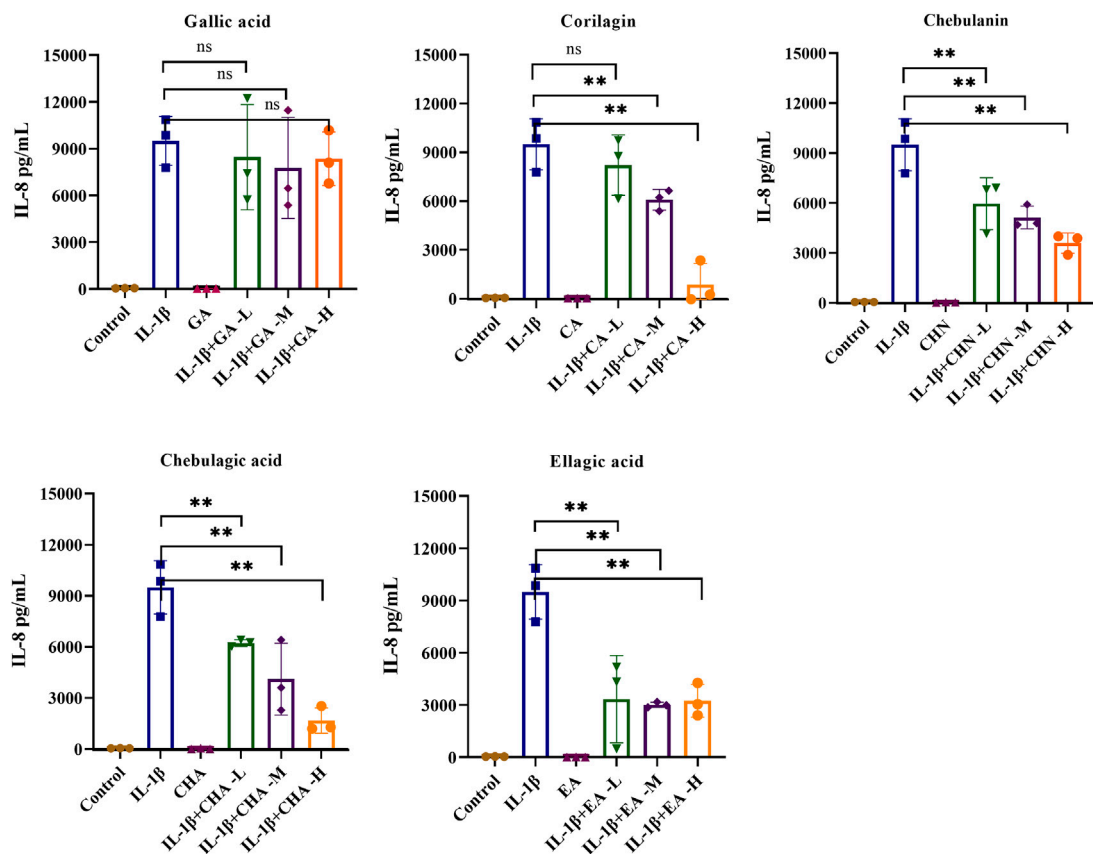 Gallic acid
IL-8 pg/mL
15000
12000
9000
6000
3000
0
ns
ns
ns
Control
IL-1β
GA
IL-1β+GA -L
IL-1β+GA -M
IL-1β+GA -H
Corilagin
IL-8 pg/mL
15000
12000
9000
6000
3000
0
ns
**
**
Control
IL-1β
CA
IL-1β+CA -L
IL-1β+CA -M
IL-1β+CA -H
Chebulanin
IL-8 pg/mL
15000
12000
9000
6000
3000
0
**
**
**
Control
IL-1β
CHN
IL-1β+CHN -L
IL-1β+CHN -M
IL-1β+CHN -H
Chebulagic acid
IL-8 pg/mL
15000
12000
9000
6000
3000
0
**
**
**
Control
IL-1β
CHA
IL-1β+CHA -L
IL-1β+CHA -M
IL-1β+CHA -H
Ellagic acid
IL-8 pg/mL
15000
12000
9000
6000
3000
0
**
**
**
Control
IL-1β
EA
IL-1β+EA -L
IL-1β+EA -M
IL-1β+EA -H